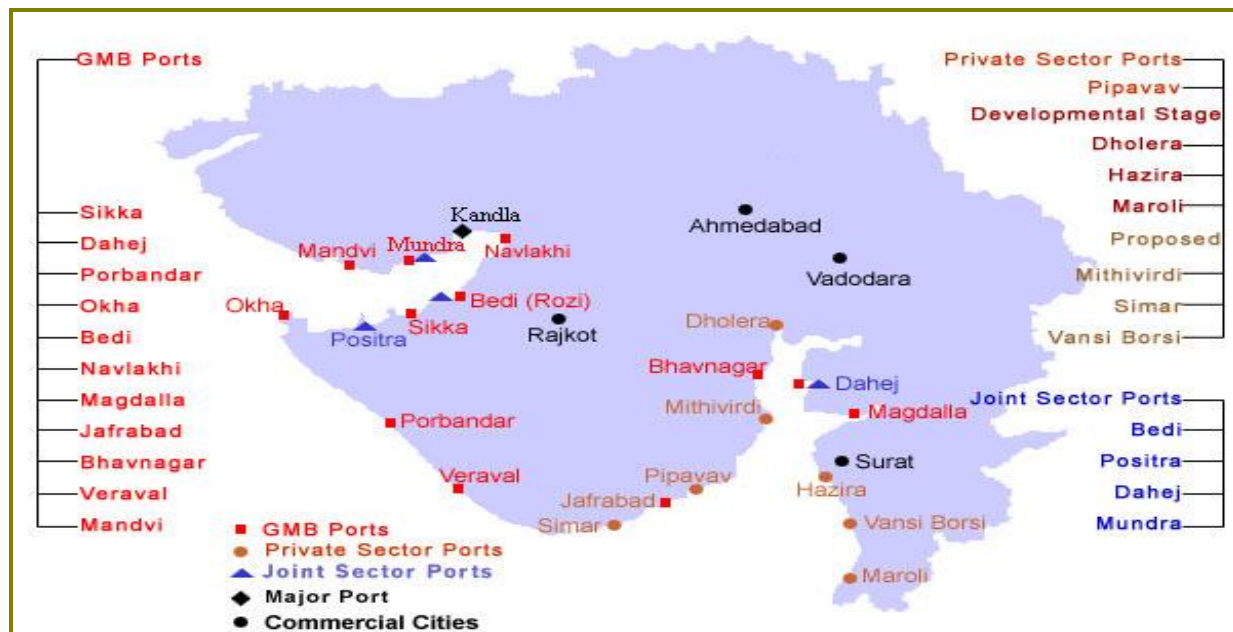 GMB Ports
Sikka
Dahej
Porbandar
Okha
Bedi
Navlakhi
Magdalla
Jafrabad
Bhavnagar
Veraval
Mandvi
Kandla
Mandvi
Mundra
Navlakhi
Okha
Bedi (Rozi)
Sikka
Positra
Rajkot
Ahmedabad
Vadodara
Dholera
Bhavnagar
Dahej
Mithivirdi
Magdalla
Porbandar
Veraval
Pipavav
Surat
Jafrabad
Hazira
Simar
Vansi Borsi
Maroli
GMB Ports
Private Sector Ports
Joint Sector Ports
Major Port
Commercial Cities
Private Sector Ports
Pipavav
Developmental Stage
Dholera
Hazira
Maroli
Proposed
Mithivirdi
Simar
Vansi Borsi
Joint Sector Ports
Bedi
Positra
Dahej
Mundra